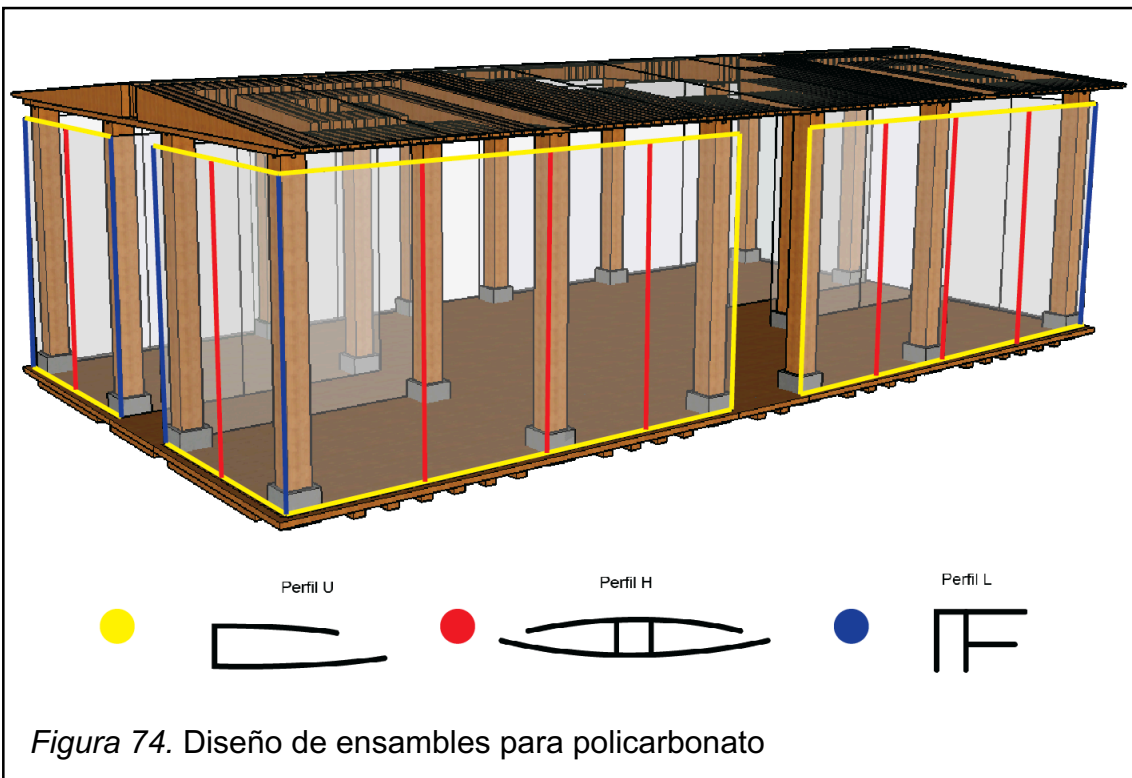 Perfil U
Perfil H
Perfil L
Figura 74. Diseño de ensambles para policarbonato